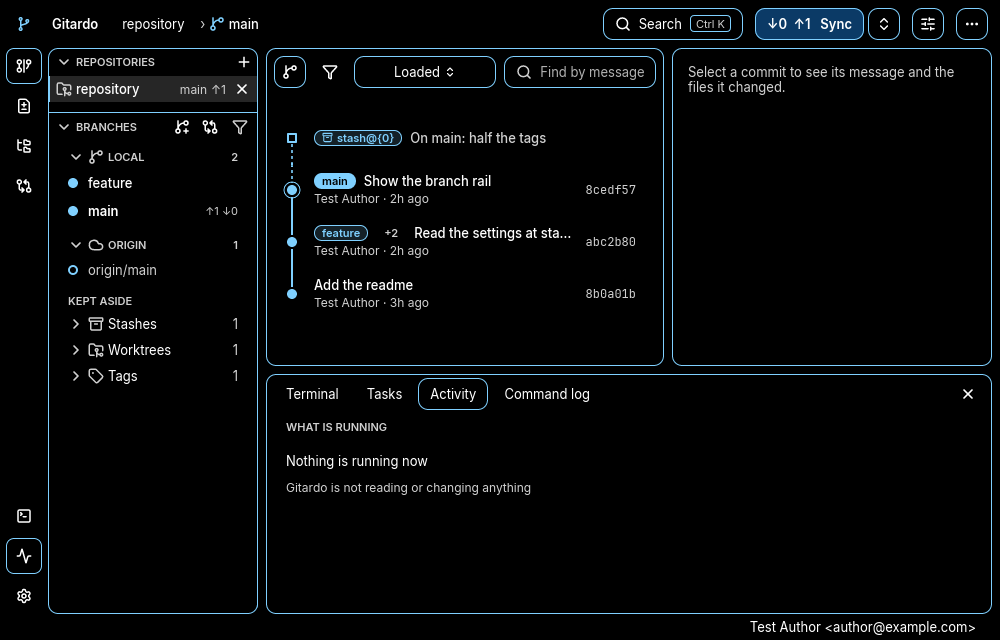 Gitardo
repository
main
Search Ctrl K
↓0 ↑1 Sync
REPOSITORIES
repository main ↑1
BRANCHES
LOCAL 2
feature
main ↑1 ↓0
ORIGIN 1
origin/main
KEPT ASIDE
Stashes 1
Worktrees 1
Tags 1
Loaded
Find by message
stash@{0} On main: half the tags
main Show the branch rail
Test Author · 2h ago
8cedf57
feature +2 Read the settings at sta...
Test Author · 2h ago
abc2b80
Add the readme
Test Author · 3h ago
8b0a01b
Select a commit to see its message and the
files it changed.
Terminal Tasks Activity Command log
WHAT IS RUNNING
Nothing is running now
Gitardo is not reading or changing anything
Test Author <author@example.com>